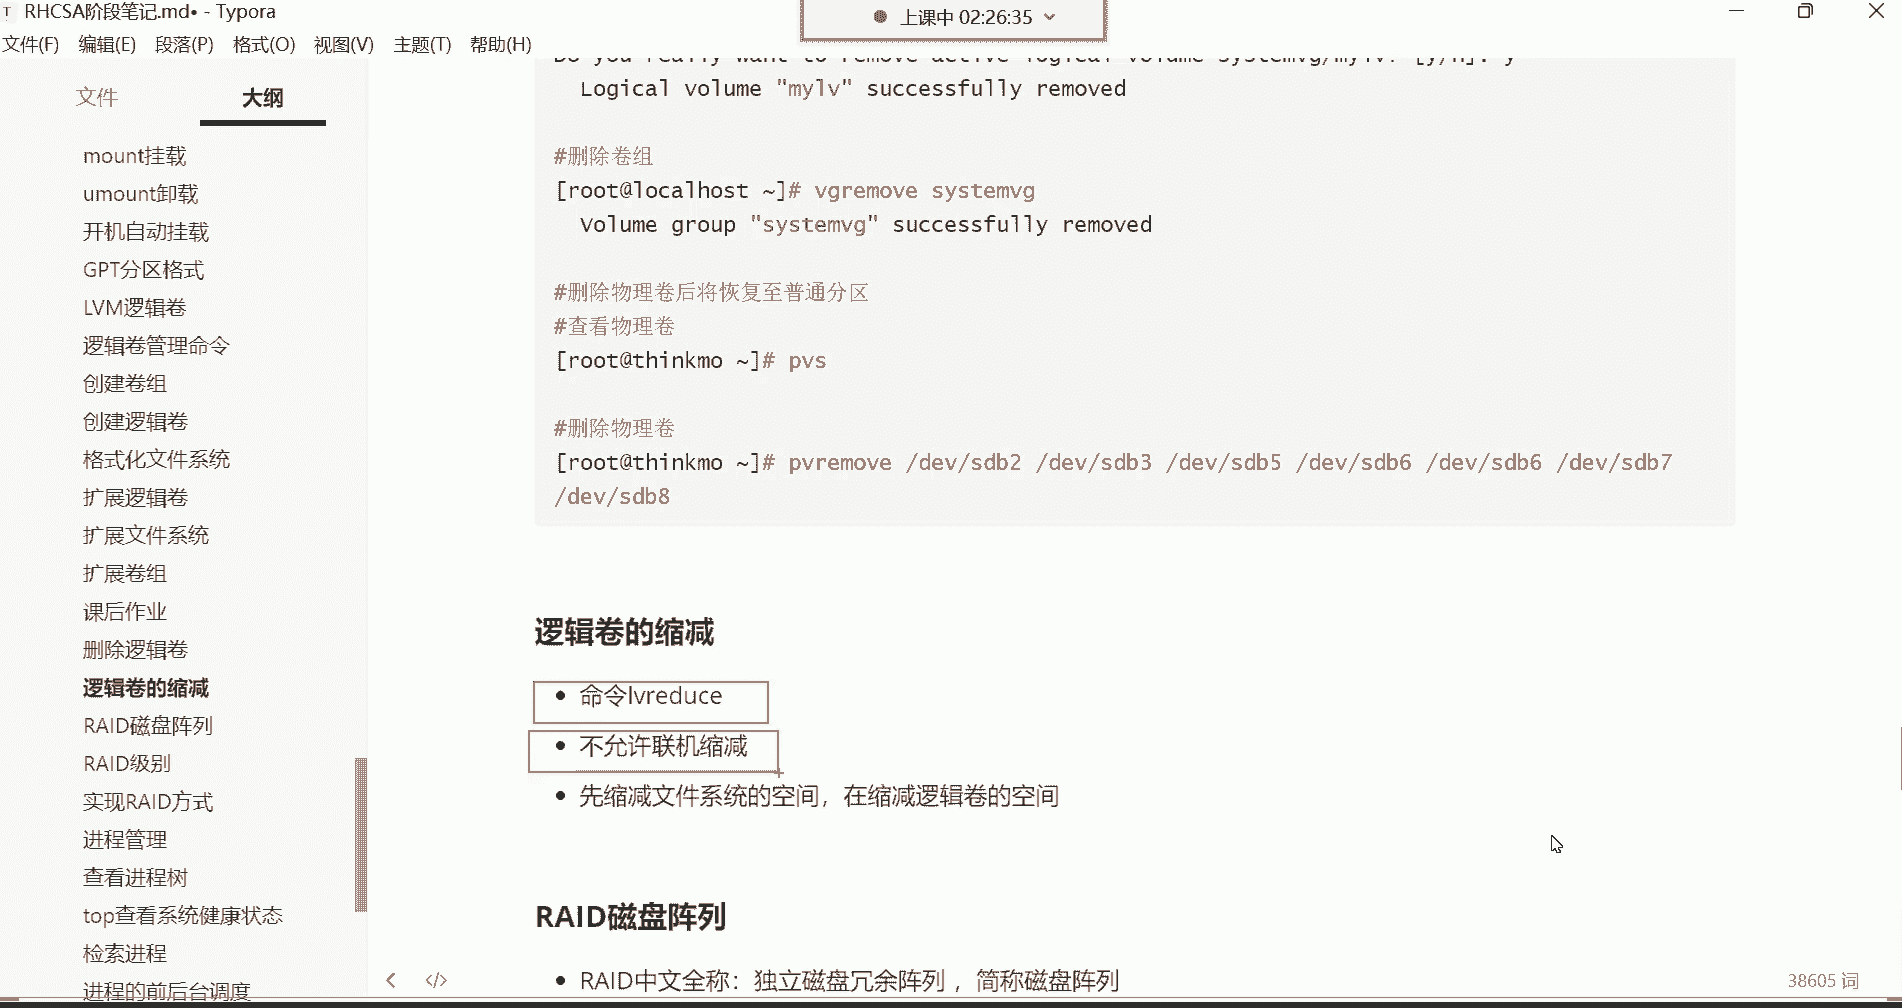 RHCSA阶段笔记.md• - Typora
上课中 02:26:35
文件(F) 编辑(E) 段落(P) 格式(O) 视图(V) 主题(T) 帮助(H)
文件 大纲
mount挂载
umount卸载
开机自动挂载
GPT分区格式
LVM逻辑卷
逻辑卷管理命令
创建卷组
创建逻辑卷
格式化文件系统
扩展逻辑卷
扩展文件系统
扩展卷组
课后作业
删除逻辑卷
逻辑卷的缩减
RAID磁盘阵列
RAID级别
实现RAID方式
进程管理
查看进程树
top查看系统健康状态
检索进程
进程的前后台调度
Do you really want to remove active logical volume systemvg/mylv? [y/n]: y
Logical volume "mylv" successfully removed
#删除卷组
[root@localhost ~]# vgremove systemvg
Volume group "systemvg" successfully removed
#删除物理卷后将恢复至普通分区
#查看物理卷
[root@thinkmo ~]# pvs
#删除物理卷
[root@thinkmo ~]# pvremove /dev/sdb2 /dev/sdb3 /dev/sdb5 /dev/sdb6 /dev/sdb6 /dev/sdb7
/dev/sdb8
逻辑卷的缩减
• 命令lvreduce
• 不允许联机缩减
• 先缩减文件系统的空间，在缩减逻辑卷的空间
RAID磁盘阵列
• RAID中文全称：独立磁盘冗余阵列 ，简称磁盘阵列
38605 词